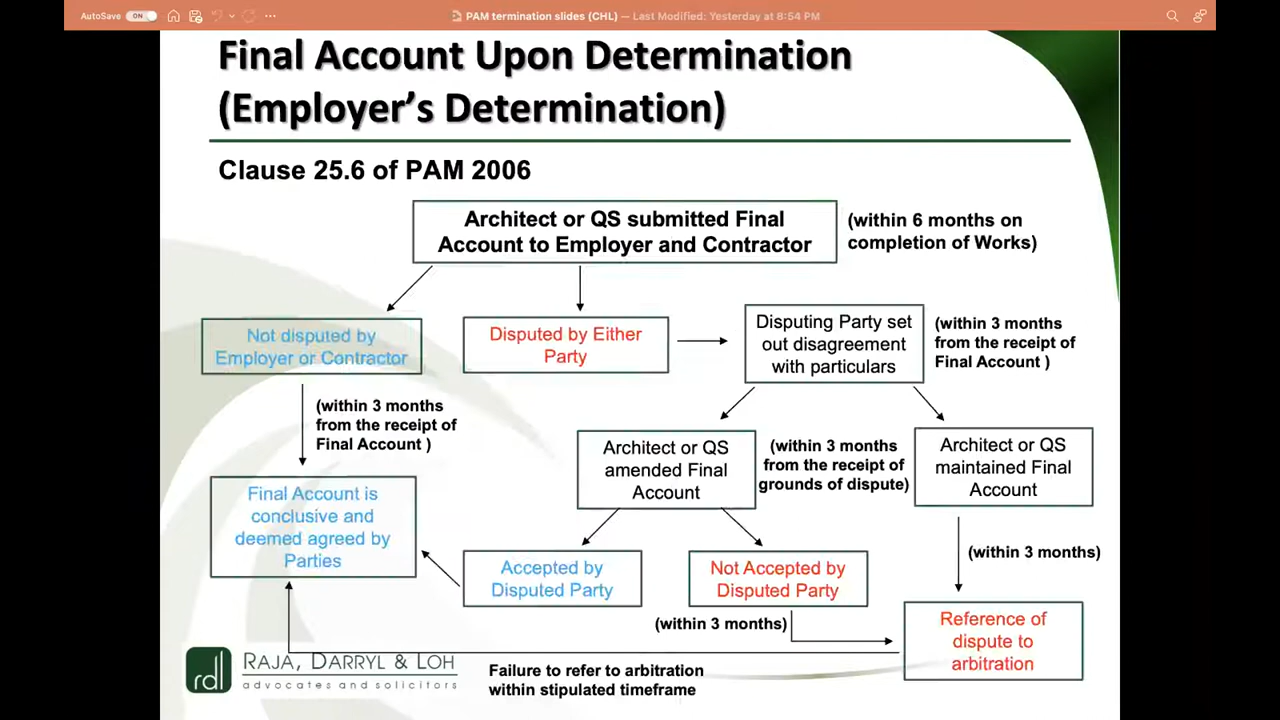 AutoSave ON
PAM termination slides (CHL) — Last Modified: Yesterday at 8:54 PM
Final Account Upon Determination
(Employer’s Determination)
Clause 25.6 of PAM 2006
Architect or QS submitted Final
Account to Employer and Contractor
(within 6 months on
completion of Works)
Not disputed by
Employer or Contractor
Disputed by Either
Party
Disputing Party set
out disagreement
with particulars
(within 3 months
from the receipt of
Final Account )
(within 3 months
from the receipt of
Final Account )
Architect or QS
amended Final
Account
(within 3 months
from the receipt of
grounds of dispute)
Architect or QS
maintained Final
Account
Final Account is
conclusive and
deemed agreed by
Parties
Accepted by
Disputed Party
Not Accepted by
Disputed Party
(within 3 months)
(within 3 months)
Reference of
dispute to
arbitration
Failure to refer to arbitration
within stipulated timeframe
rdl
RAJA, DARRYL & LOH
advocates and solicitors